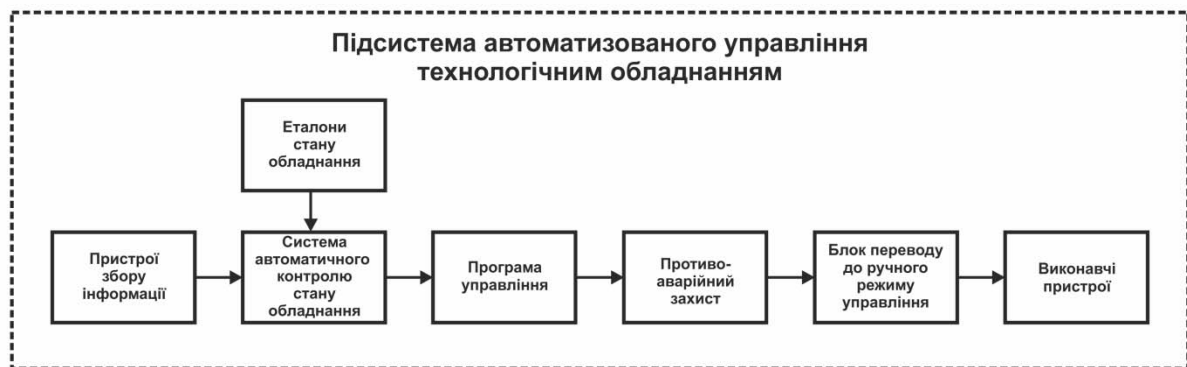 Підсистема автоматизованого управління
технологічним обладнанням
Еталони
стану
обладнання
Пристрої
збору
інформації
Система
автоматичного
контролю
стану
обладнання
Програма
управління
Противо-
аварійний
захист
Блок переводу
до ручного
режиму
управління
Виконавчі
пристрої